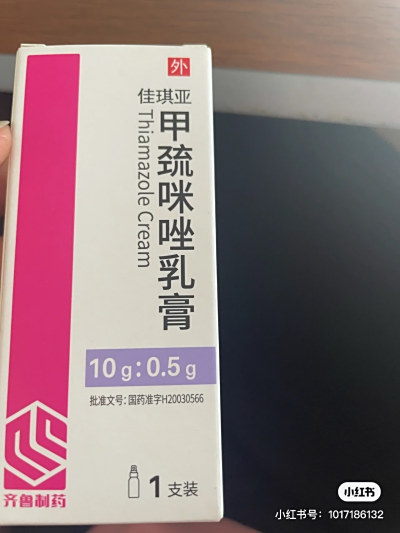 外
佳琪亚
甲巯咪唑乳膏
Thiamazole Cream
10 g:0.5 g
批准文号:国药准字H20030566
1 支装
齐鲁制药
小红书
小红书号:1017186132